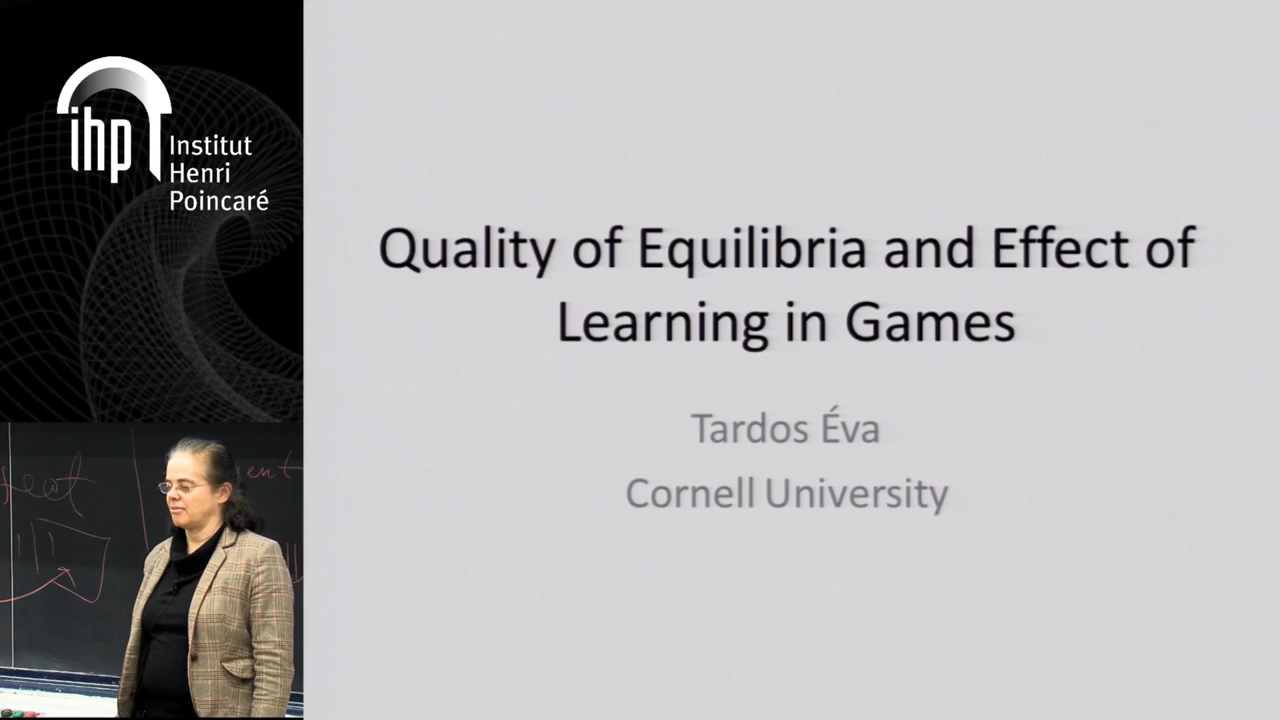 ihp
Institut
Henri
Poincaré
Quality of Equilibria and Effect of
Learning in Games
Tardos Éva
Cornell University